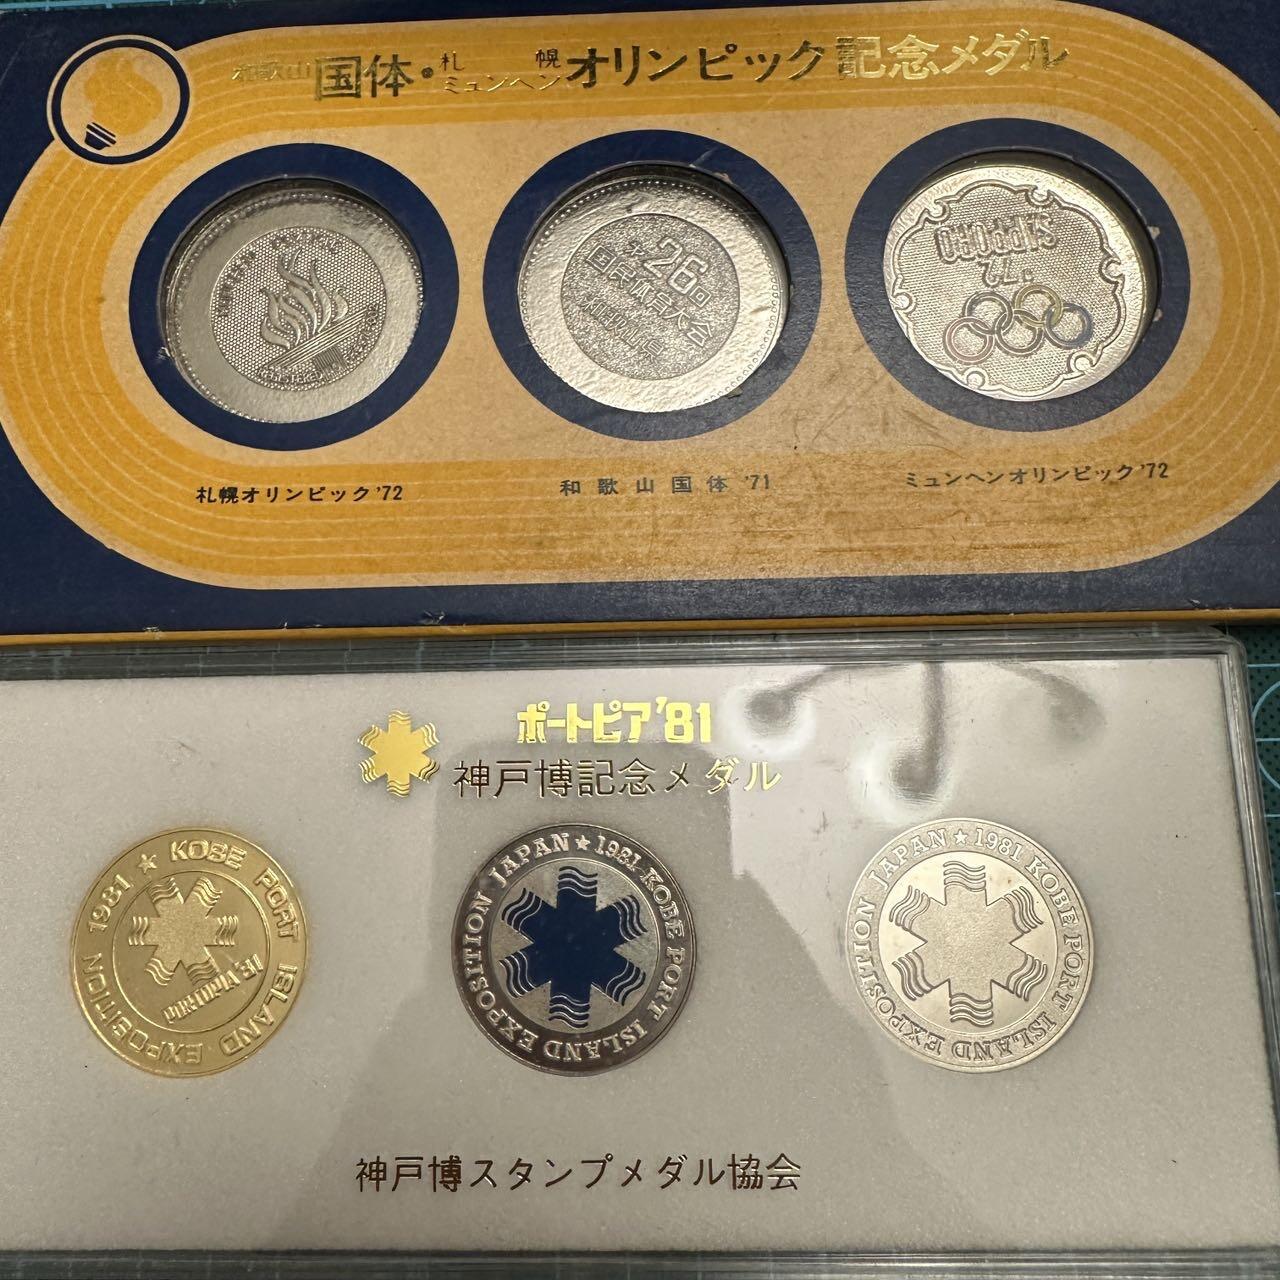 和歌山国体・札幌ミュンヘンオリンピック記念メダル
第26回
国民体育大会
和歌山県
SAPPORO
'72
札幌オリンピック'72
和歌山国体'71
ミュンヘンオリンピック'72
ポートピア'81
神戸博記念メダル
1981 ★ KOBE PORT ISLAND EXPOSITION
JAPAN ★ 1981 KOBE PORT ISLAND EXPOSITION
JAPAN ★ 1981 KOBE PORT ISLAND EXPOSITION
神戸博スタンプメダル協会